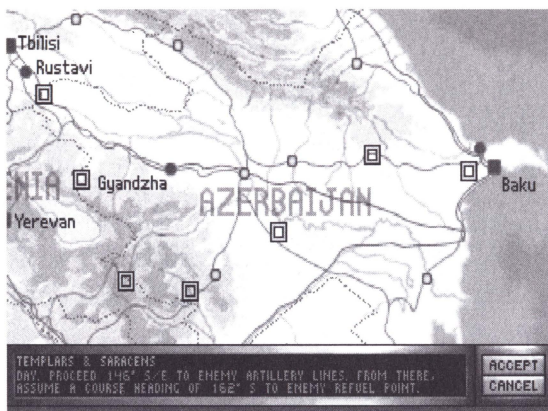 Tbilisi
Rustavi
Gyandzha
ENIA
AZERBAIJAN
Baku
Yerevan
TEMPLARS & SARACENS
DAY. PROCEED 146° S/E TO ENEMY ARTILLERY LINES. FROM THERE,
ASSUME A COURSE HEADING OF 162° S TO ENEMY REFUEL POINT.
ACCEPT
CANCEL